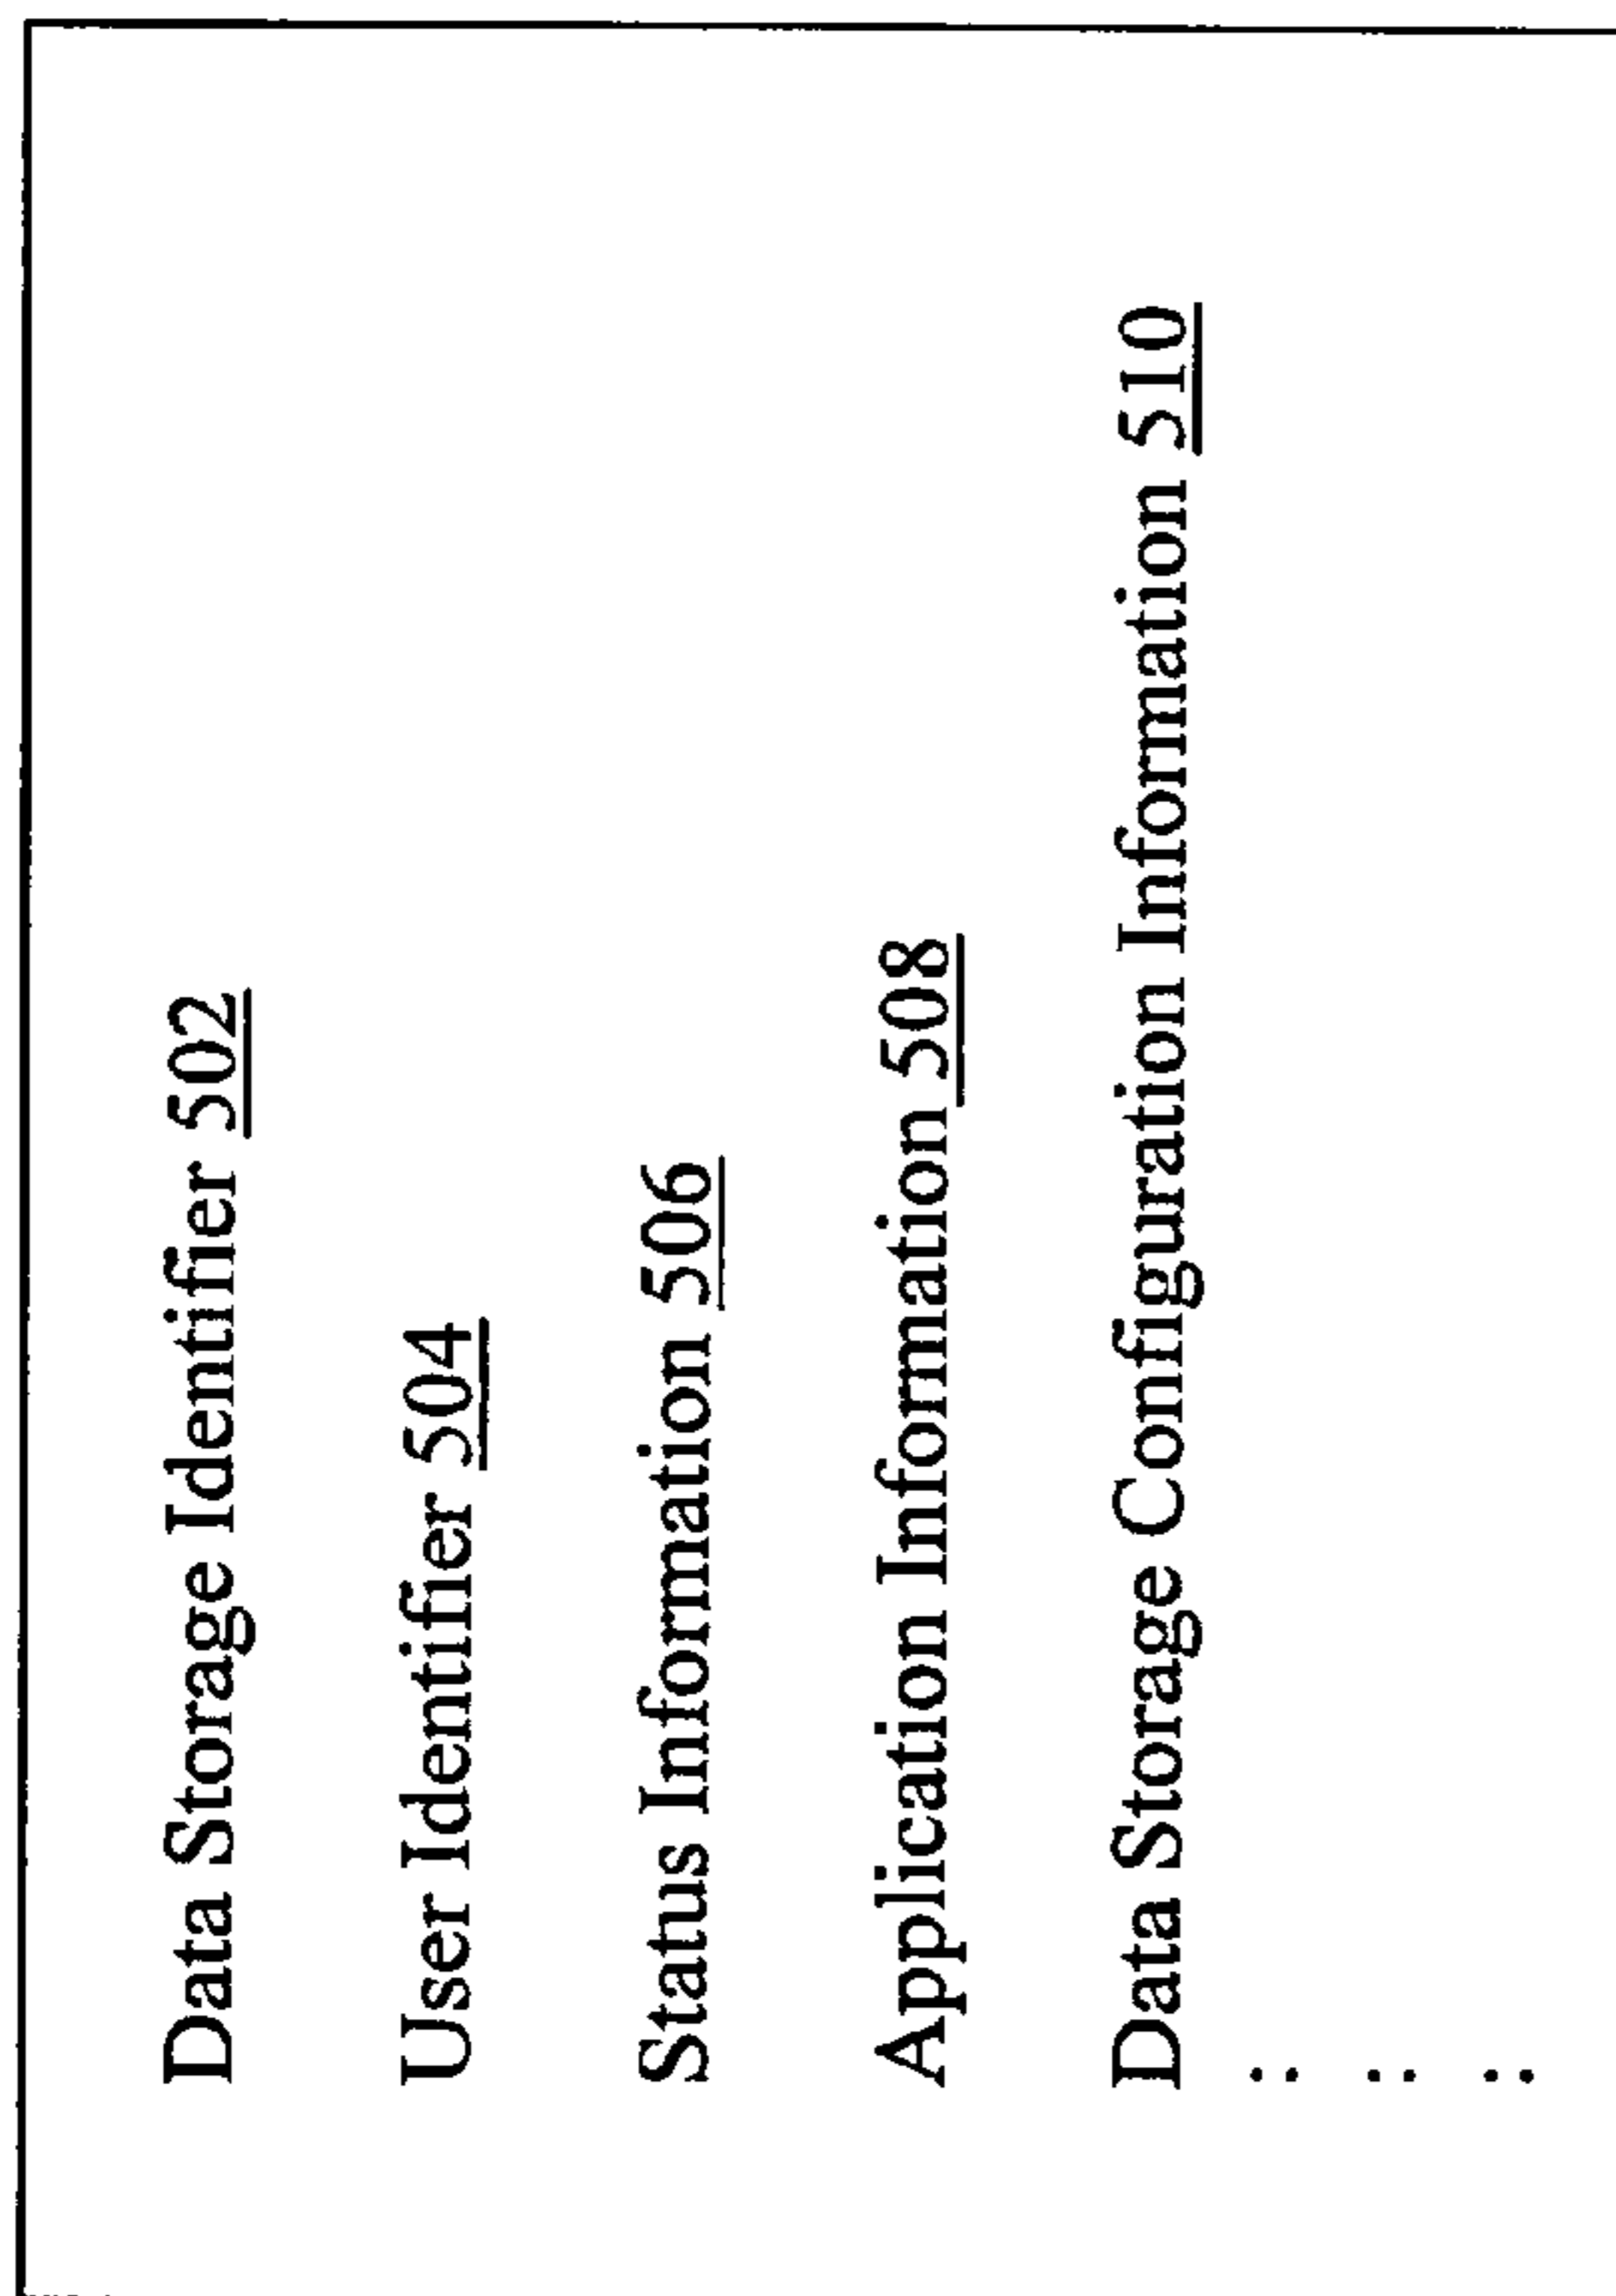 Data Storage Identifier 502
User Identifier 504
Status Information 506
Application Information 508
Data Storage Configuration Information 510
:
:
: